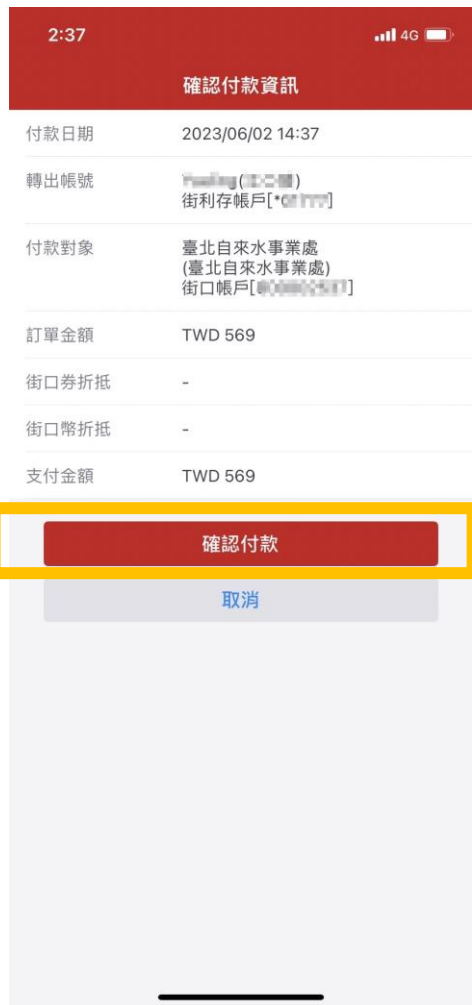 2:37
4G
確認付款資訊
付款日期 2023/06/02 14:37
轉出帳號
街利存帳戶[*
付款對象 臺北自來水事業處
(臺北自來水事業處)
街口帳戶[
訂單金額 TWD 569
街口券折抵 -
街口幣折抵 -
支付金額 TWD 569
確認付款
取消